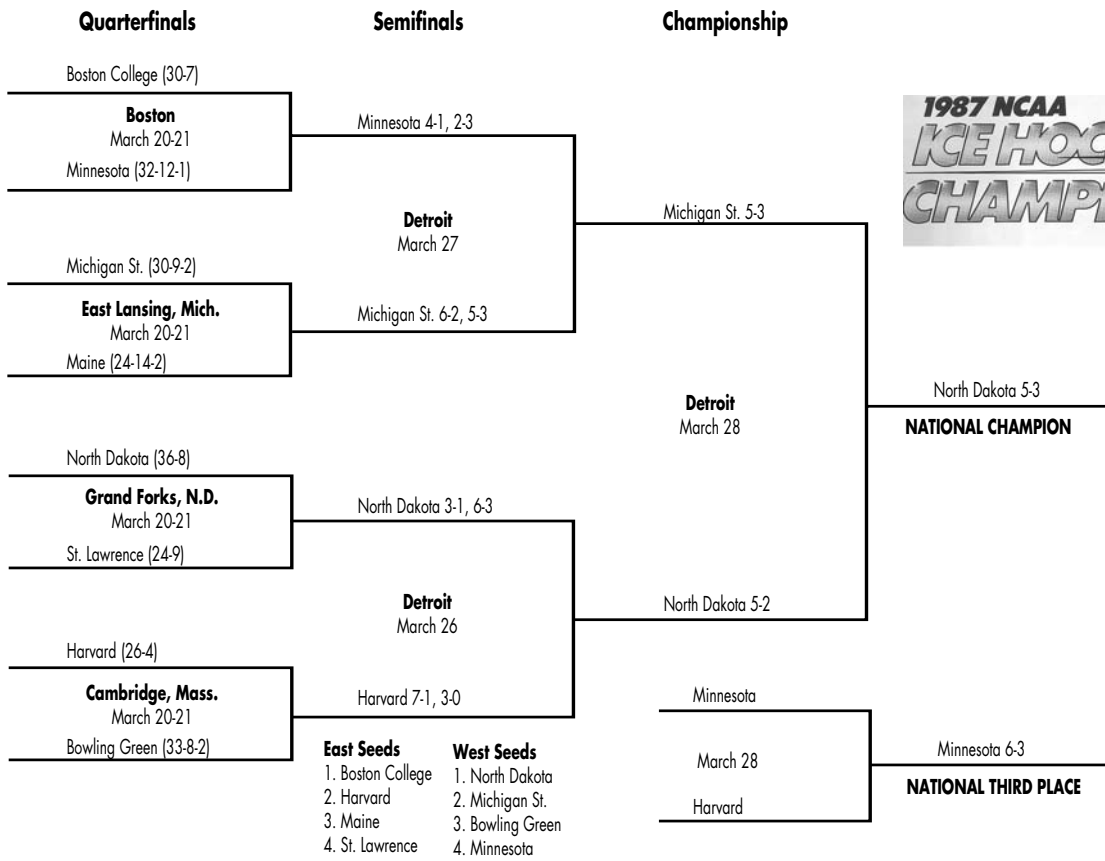 Quarterfinals
Semifinals
Championship
Boston College (30-7)
Boston
March 20-21
Minnesota (32-12-1)
Minnesota 4-1, 2-3
Detroit
March 27
Michigan St. (30-9-2)
East Lansing, Mich.
March 20-21
Maine (24-14-2)
Michigan St. 6-2, 5-3
Michigan St. 5-3
1987 NCAA
ICE HOC
CHAMPI
Detroit
March 28
North Dakota 5-3
NATIONAL CHAMPION
North Dakota (36-8)
Grand Forks, N.D.
March 20-21
St. Lawrence (24-9)
North Dakota 3-1, 6-3
Detroit
March 26
North Dakota 5-2
Harvard (26-4)
Cambridge, Mass.
March 20-21
Bowling Green (33-8-2)
Harvard 7-1, 3-0
East Seeds
1. Boston College
2. Harvard
3. Maine
4. St. Lawrence
West Seeds
1. North Dakota
2. Michigan St.
3. Bowling Green
4. Minnesota
Minnesota
March 28
Harvard
Minnesota 6-3
NATIONAL THIRD PLACE